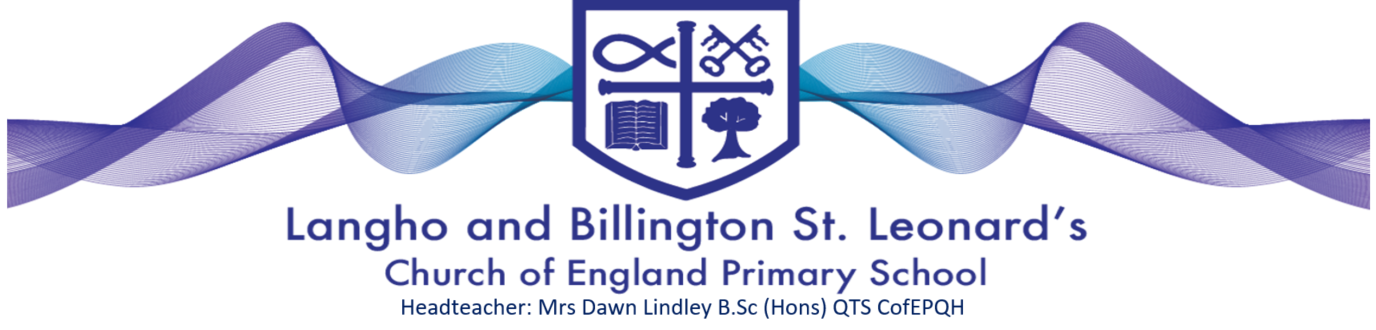 Langho and Billington St. Leonard's
Church of England Primary School
Headteacher: Mrs Dawn Lindley B.Sc (Hons) QTS CofEPQH